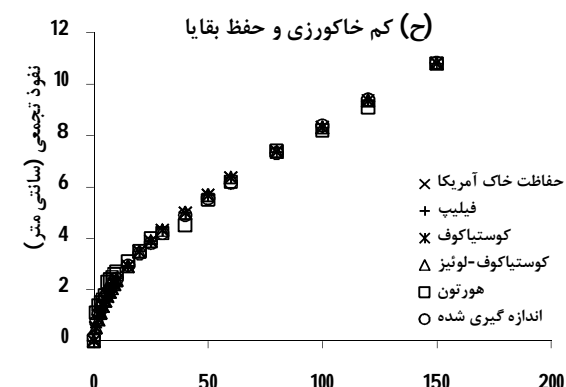 (ح) کم خاکورزی و حفظ بقایا
نفوذ تجمعی (سانتی متر)
12
10
8
6
4
2
0
حفاظت خاک آمریکا
فیلیپ
کوستیاکوف
کوستیاکوف-لوئیز
هورتون
اندازه گیری شده
0 50 100 150 200